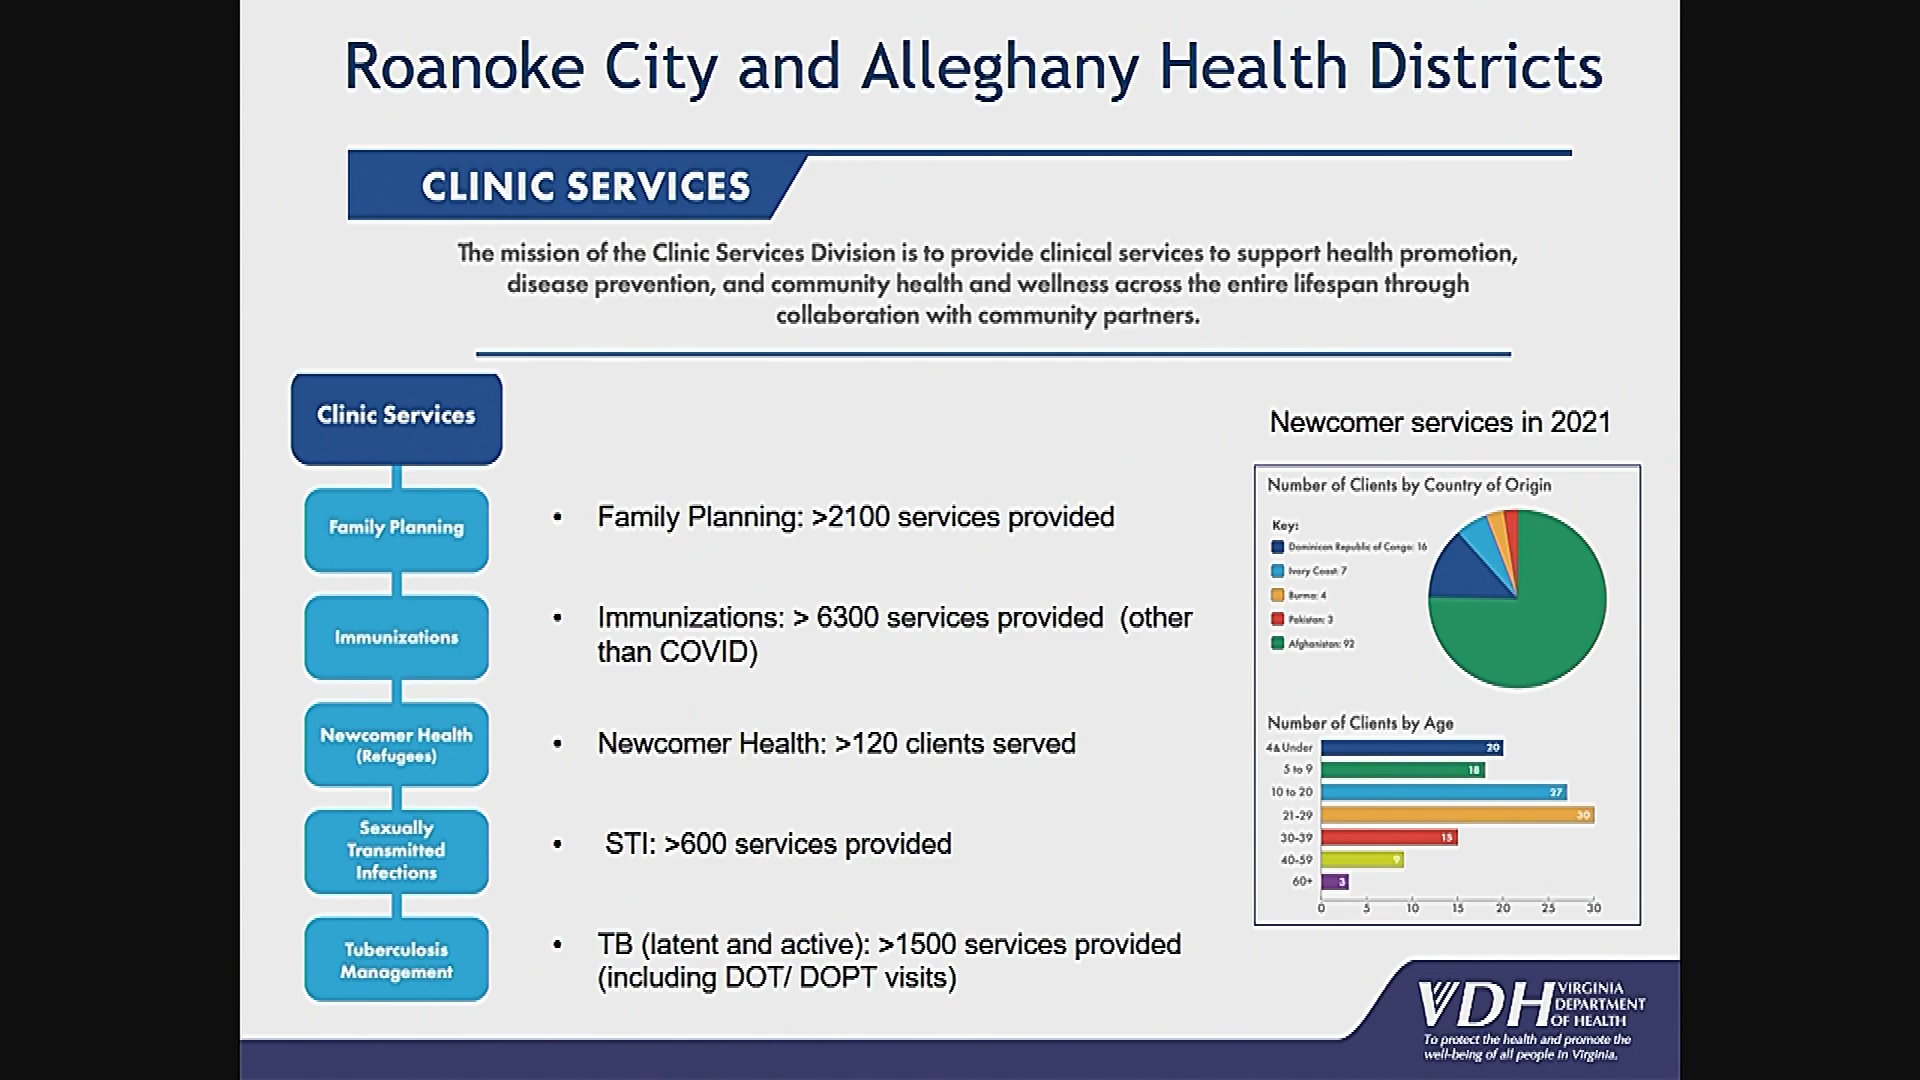 Roanoke City and Alleghany Health Districts
CLINIC SERVICES
The mission of the Clinic Services Division is to provide clinical services to support health promotion,
disease prevention, and community health and wellness across the entire lifespan through
collaboration with community partners.
Clinic Services
Family Planning
Immunizations
Newcomer Health
(Refugees)
Sexually
Transmitted
Infections
Tuberculosis
Management
• Family Planning: >2100 services provided
• Immunizations: > 6300 services provided (other
than COVID)
• Newcomer Health: >120 clients served
• STI: >600 services provided
• TB (latent and active): >1500 services provided
(including DOT/ DOPT visits)
Newcomer services in 2021
Number of Clients by Country of Origin
Key:
Dominican Republic of Congo: 16
Ivory Coast: 7
Burma: 4
Pakistan: 3
Afghanistan: 92
Number of Clients by Age
4&Under 20
5 to 9 18
10 to 20 27
21-29 30
30-39 15
40-59 9
60+ 3
0 5 10 15 20 25 30
VDH VIRGINIA
DEPARTMENT
OF HEALTH
To protect the health and promote the
well-being of all people in Virginia.